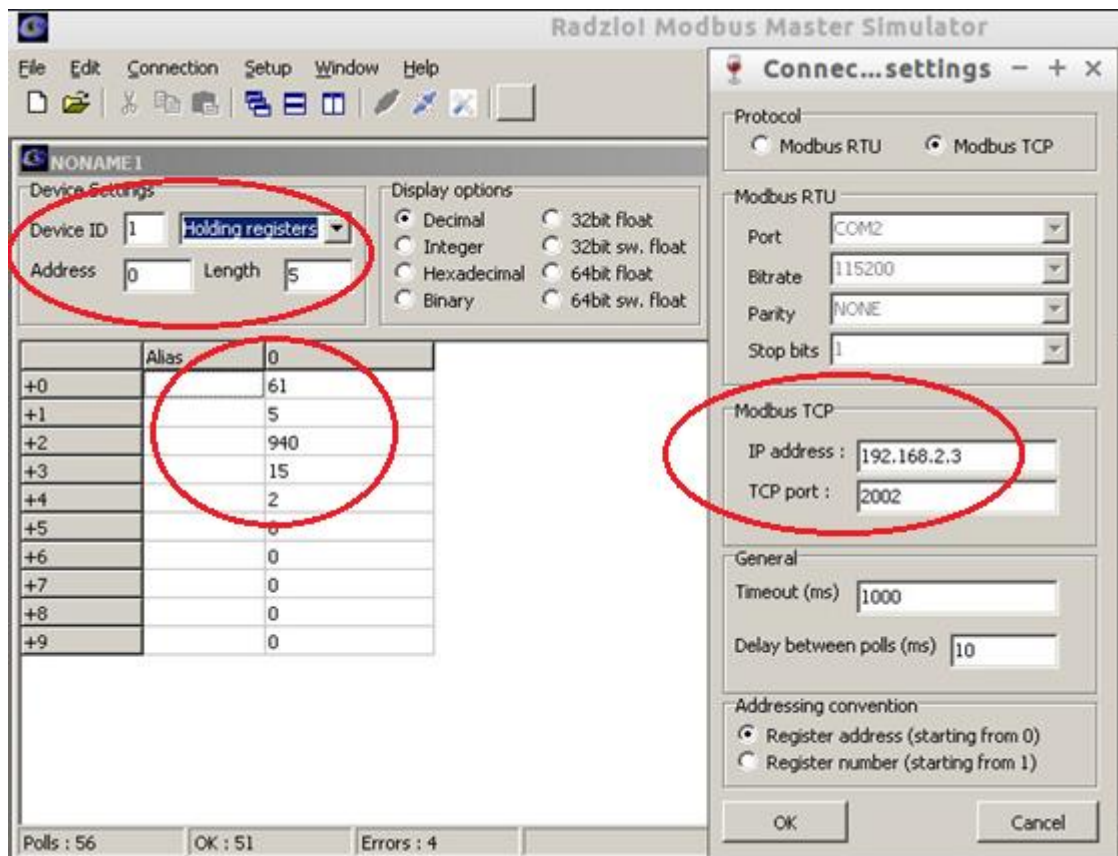 Radzio! Modbus Master Simulator
File Edit Connection Setup Window Help
NONAME1
Device Settings
Device ID 1 Holding registers
Address 0 Length 5
Display options
Decimal 32bit float
Integer 32bit sw. float
Hexadecimal 64bit float
Binary 64bit sw. float
Alias 0
+0 61
+1 5
+2 940
+3 15
+4 2
+5 0
+6 0
+7 0
+8 0
+9 0
Polls : 56 OK : 51 Errors : 4
Connec...settings
Protocol
Modbus RTU Modbus TCP
Modbus RTU
Port COM2
Bitrate 115200
Parity NONE
Stop bits 1
Modbus TCP
IP address : 192.168.2.3
TCP port : 2002
General
Timeout (ms) 1000
Delay between polls (ms) 10
Addressing convention
Register address (starting from 0)
Register number (starting from 1)
OK Cancel